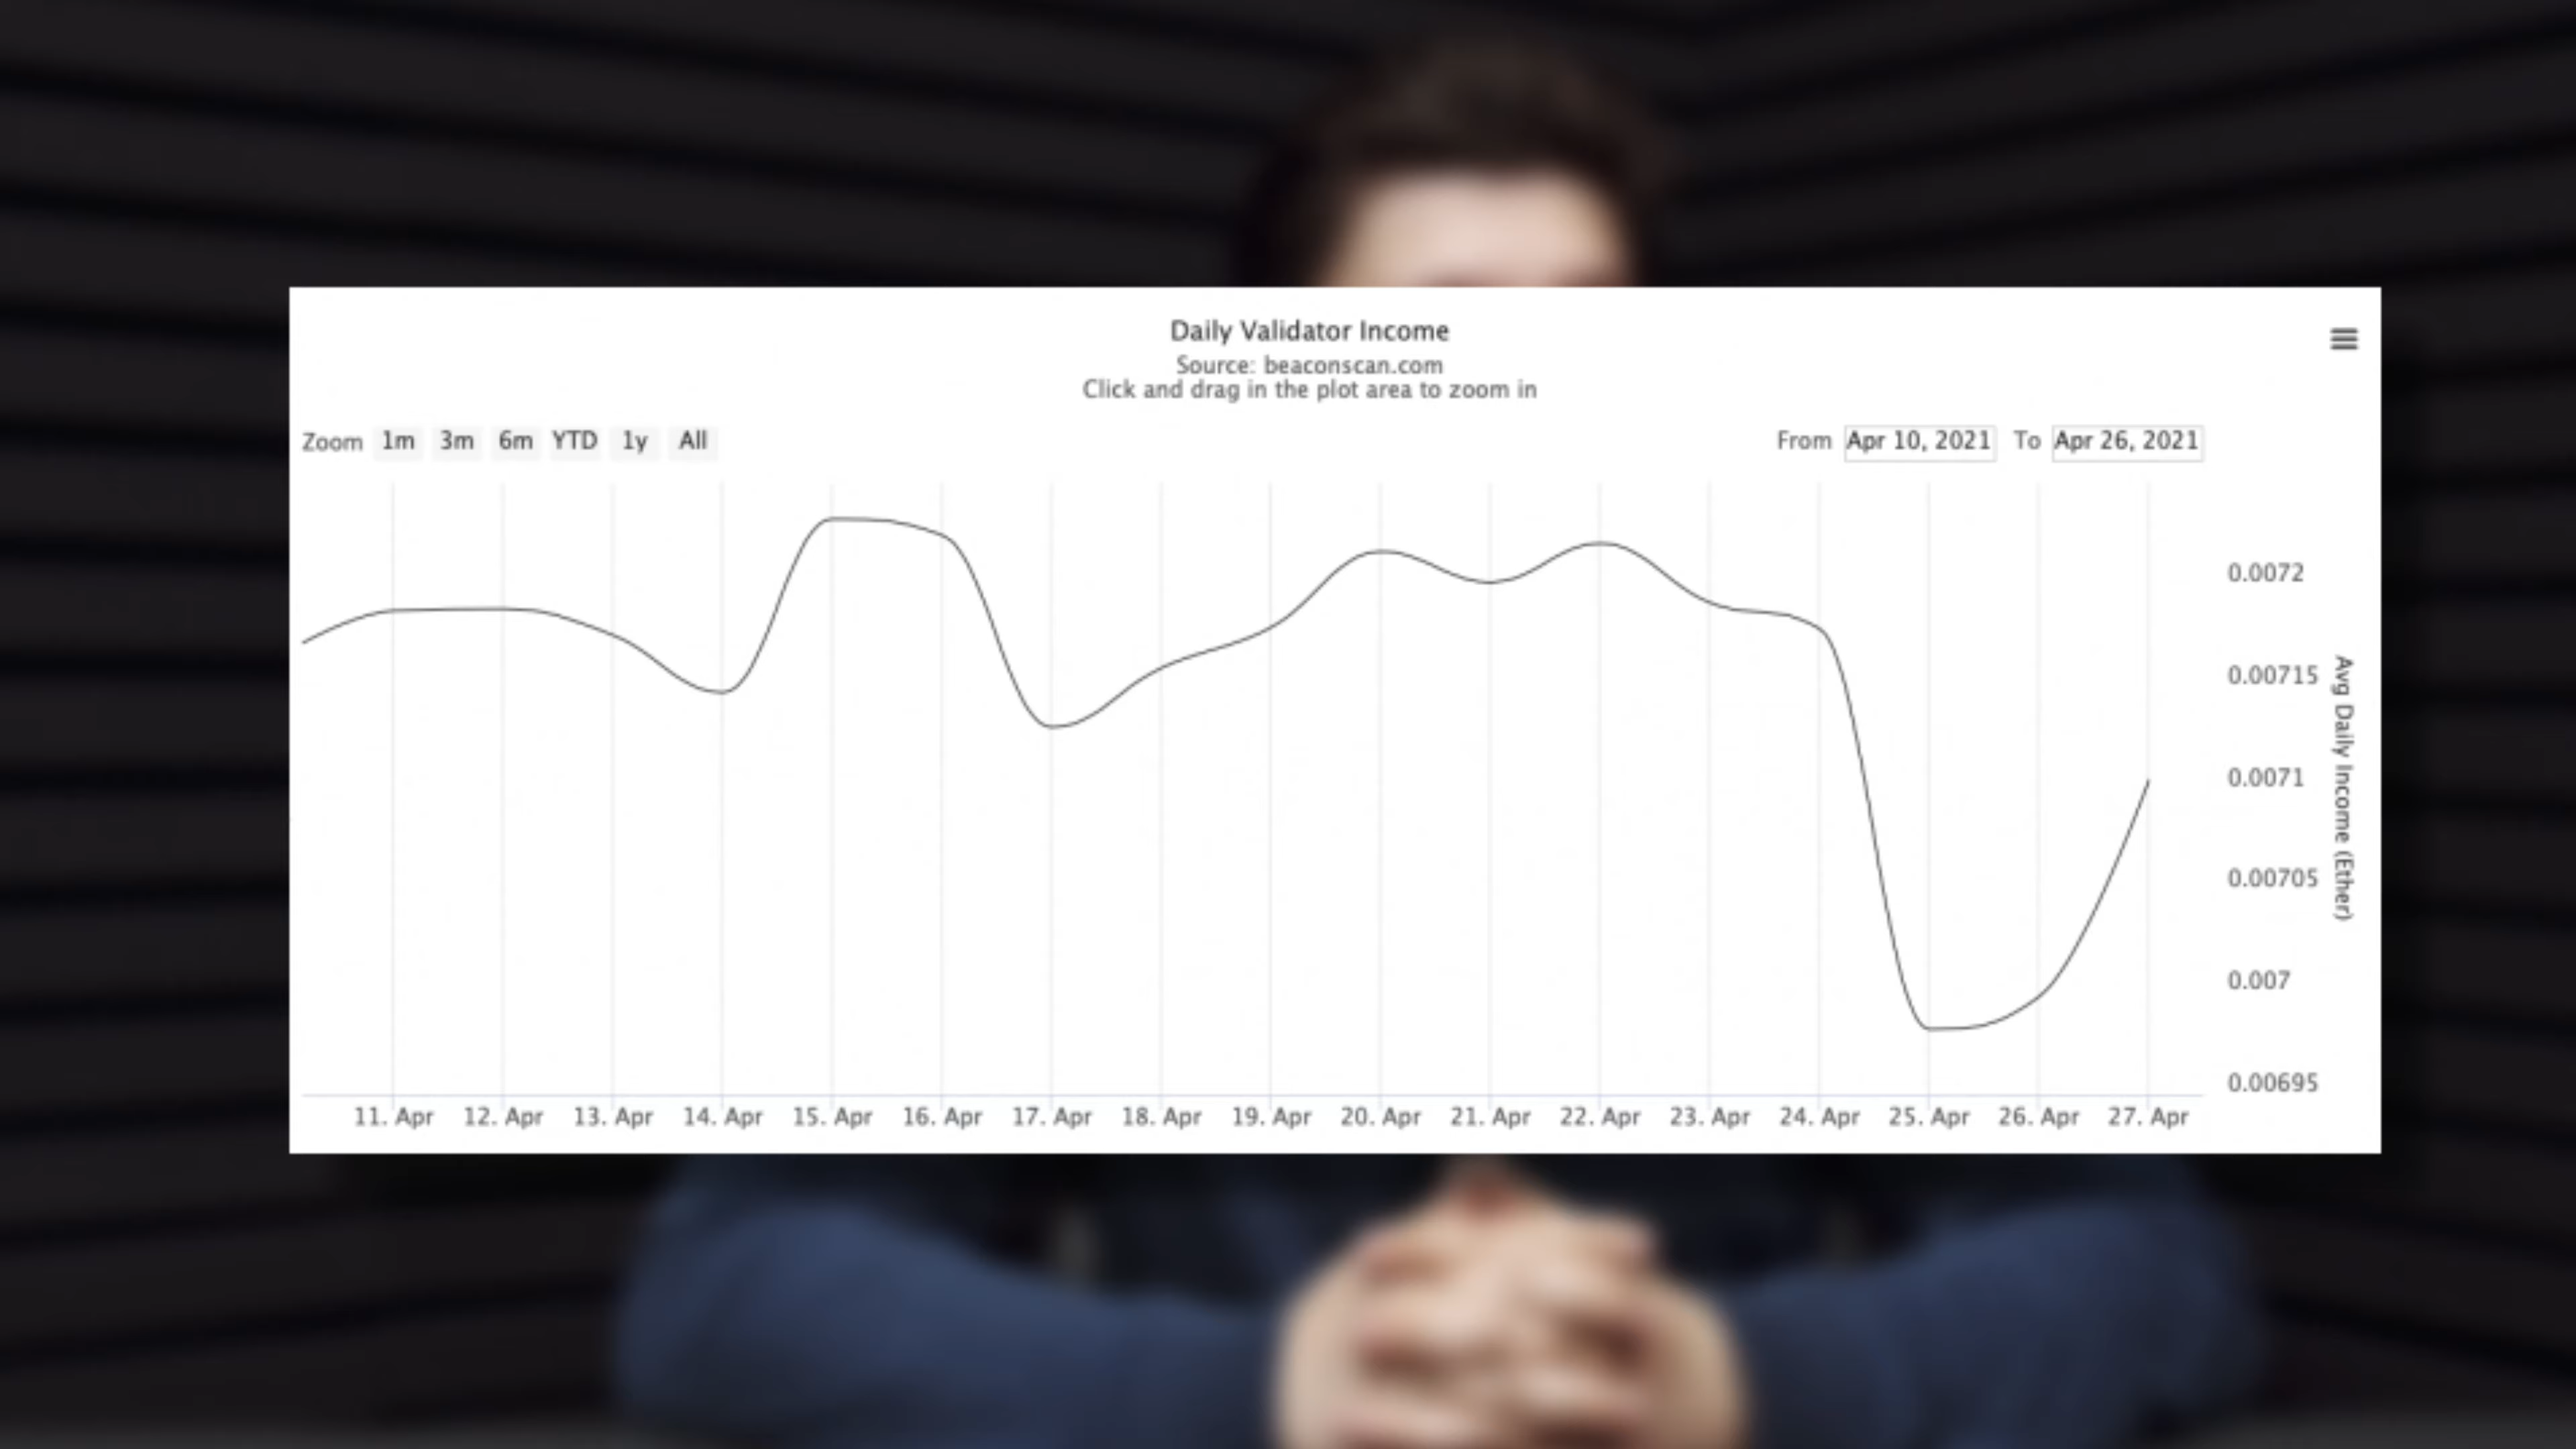 Daily Validator Income
Source: beaconscan.com
Click and drag in the plot area to zoom in
Zoom 1m 3m 6m YTD 1y All
From Apr 10, 2021 To Apr 26, 2021
0.0072
0.00715
0.0071
0.00705
0.007
0.00695
Avg Daily Income (Ether)
11. Apr 12. Apr 13. Apr 14. Apr 15. Apr 16. Apr 17. Apr 18. Apr 19. Apr 20. Apr 21. Apr 22. Apr 23. Apr 24. Apr 25. Apr 26. Apr 27. Apr